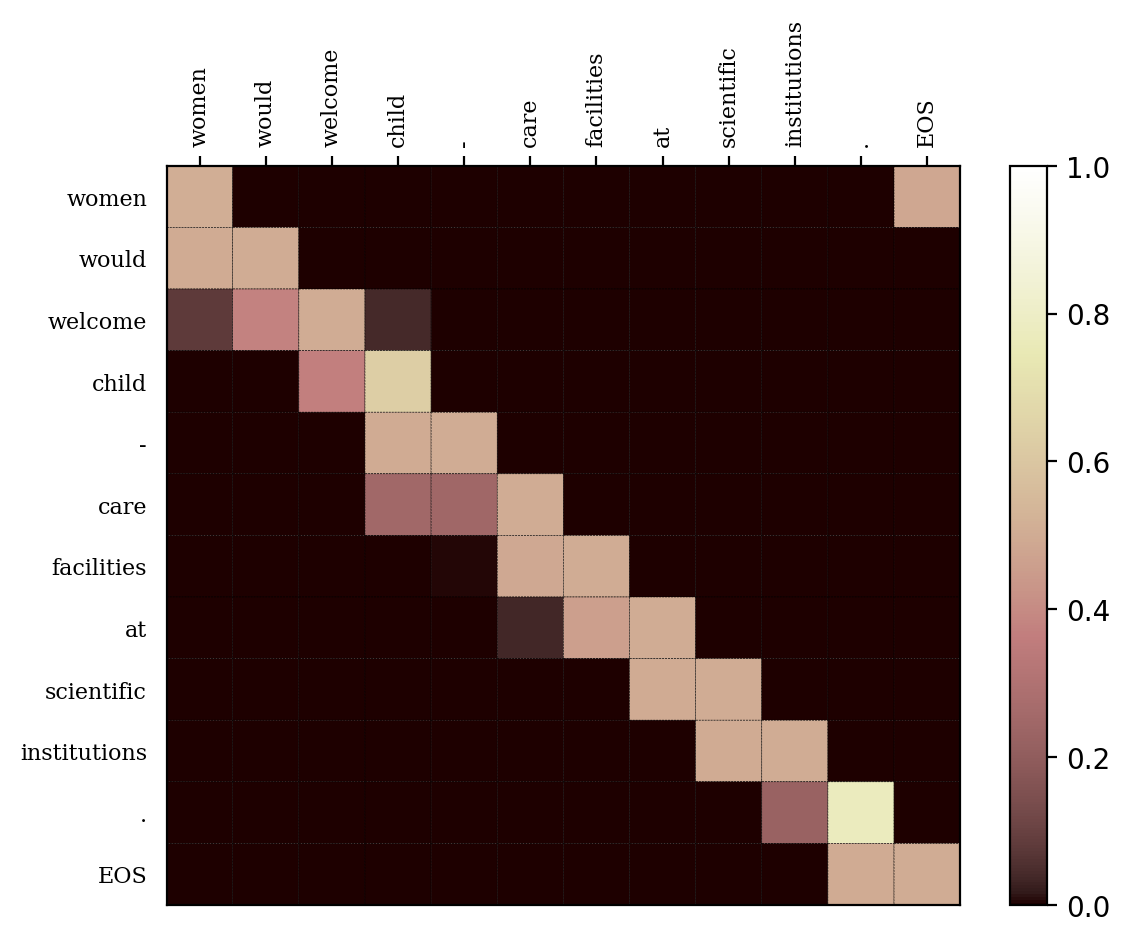 women
would
welcome
child
-
care
facilities
at
scientific
institutions
.
EOS
women
would
welcome
child
-
care
facilities
at
scientific
institutions
.
EOS
1.0
0.8
0.6
0.4
0.2
0.0